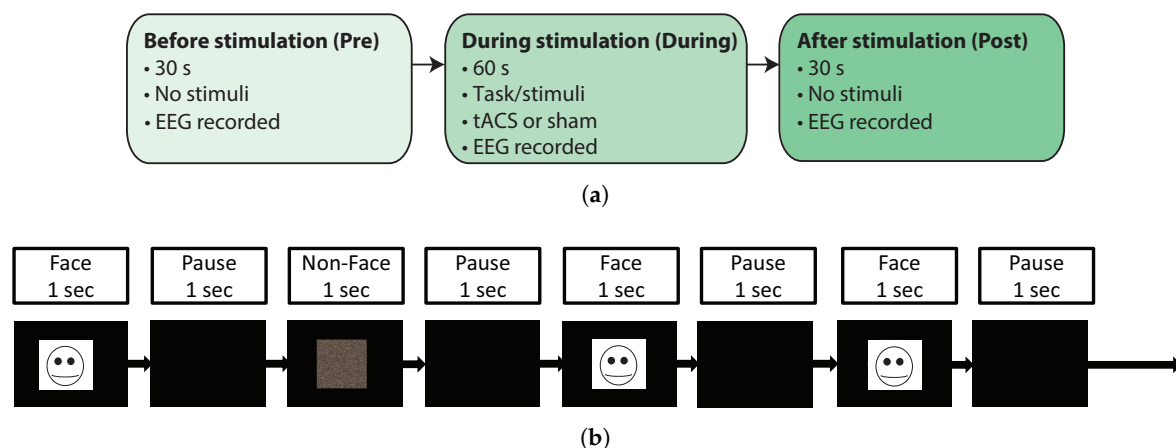 Before stimulation (Pre)
• 30 s
• No stimuli
• EEG recorded
During stimulation (During)
• 60 s
• Task/stimuli
• tACS or sham
• EEG recorded
After stimulation (Post)
• 30 s
• No stimuli
• EEG recorded
(a)
Face
1 sec
Pause
1 sec
Non-Face
1 sec
Pause
1 sec
Face
1 sec
Pause
1 sec
Face
1 sec
Pause
1 sec
(b)